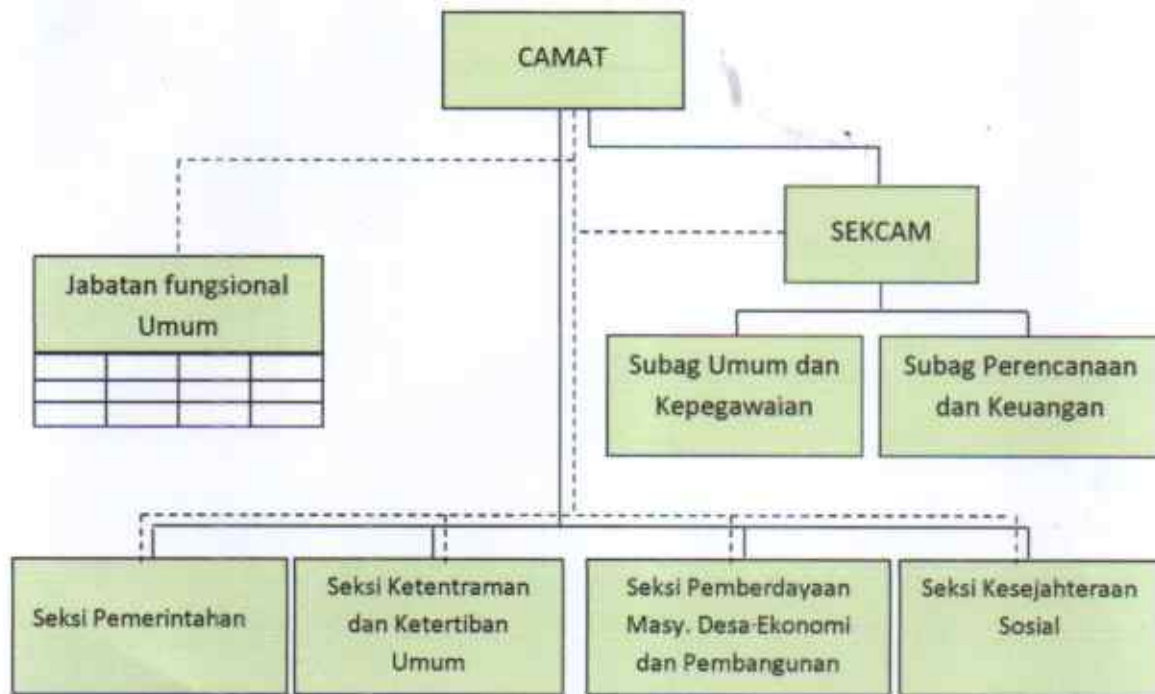 CAMAT
SEKCAM
Jabatan fungsional
Umum
Subag Umum dan
Kepegawaian
Subag Perencanaan
dan Keuangan
Seksi Pemerintahan
Seksi Ketentraman
dan Ketertiban
Umum
Seksi Pemberdayaan
Masy. Desa Ekonomi
dan Pembangunan
Seksi Kesejahteraan
Sosial